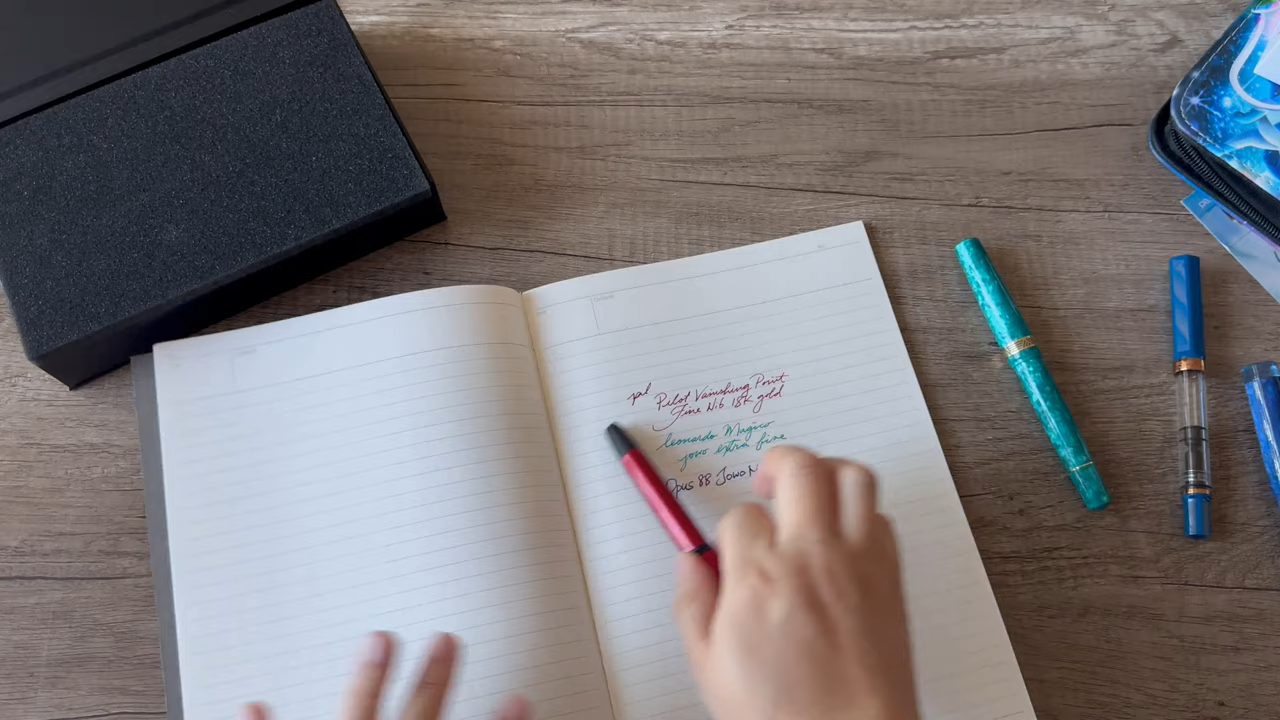 Pilot Vanishing Point
Fine Nib 18K gold
leonardo Magico
jowo extra fine
Opus 88 Jowo N